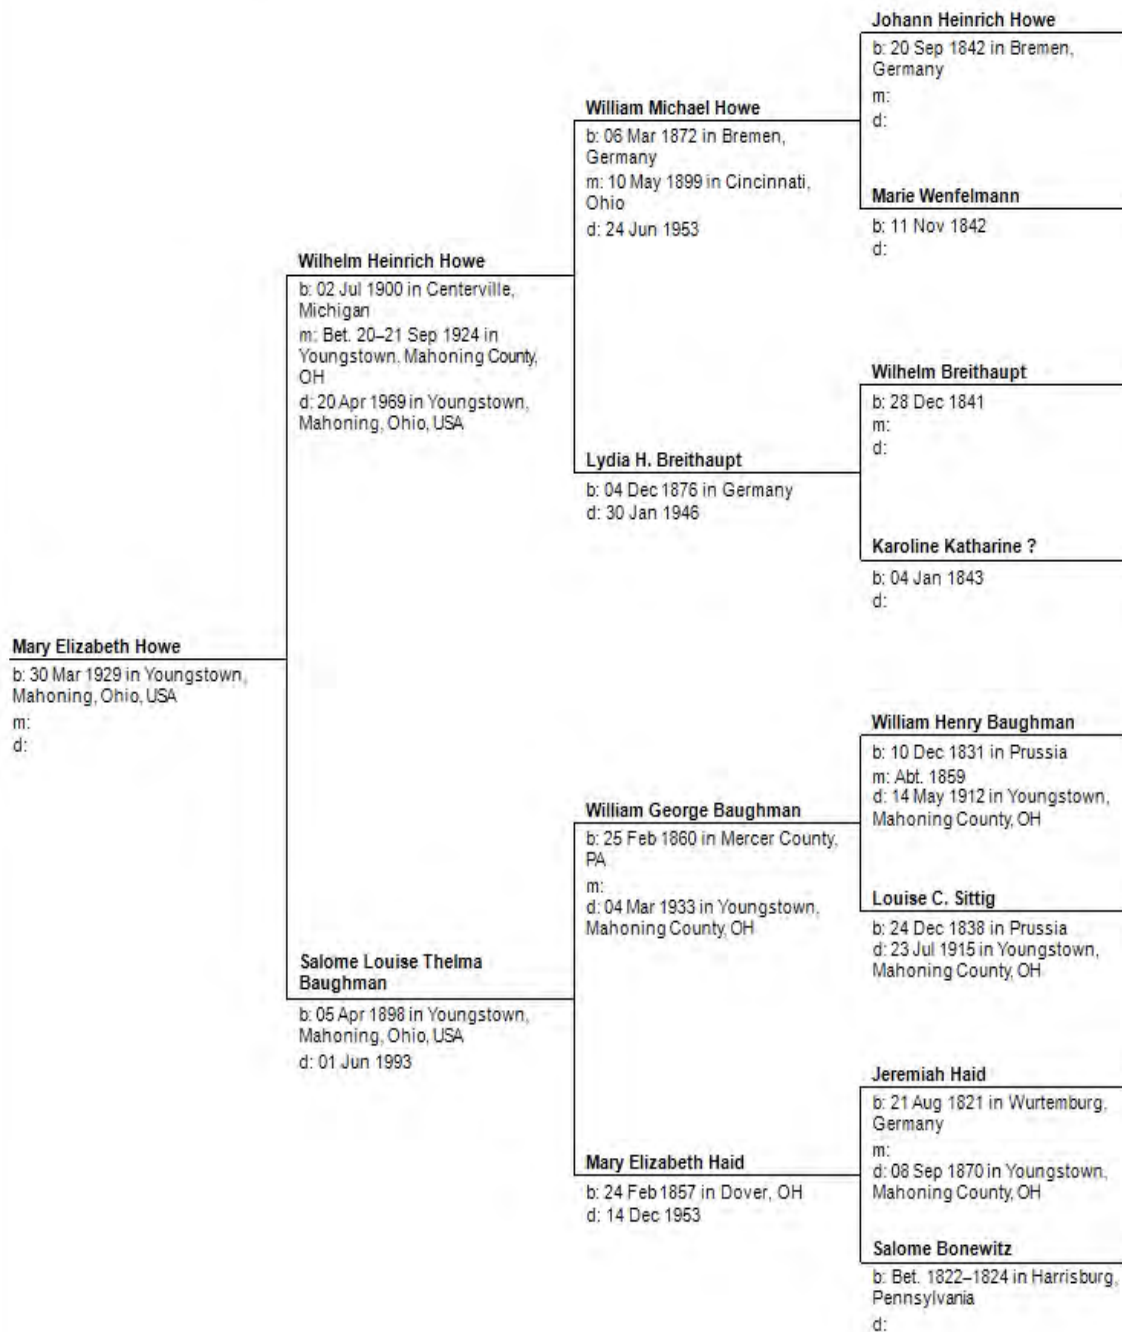 Johann Heinrich Howe
b: 20 Sep 1842 in Bremen,
Germany
m:
d:
William Michael Howe
b: 06 Mar 1872 in Bremen,
Germany
m: 10 May 1899 in Cincinnati,
Ohio
d: 24 Jun 1953
Marie Wenfelmann
b: 11 Nov 1842
d:
Wilhelm Heinrich Howe
b: 02 Jul 1900 in Centerville,
Michigan
m: Bet. 20–21 Sep 1924 in
Youngstown, Mahoning County,
OH
d: 20 Apr 1969 in Youngstown,
Mahoning, Ohio, USA
Wilhelm Breithaupt
b: 28 Dec 1841
m:
d:
Lydia H. Breithaupt
b: 04 Dec 1876 in Germany
d: 30 Jan 1946
Karoline Katharine ?
b: 04 Jan 1843
d:
Mary Elizabeth Howe
b: 30 Mar 1929 in Youngstown,
Mahoning, Ohio, USA
m:
d:
William Henry Baughman
b: 10 Dec 1831 in Prussia
m: Abt. 1859
d: 14 May 1912 in Youngstown,
Mahoning County, OH
William George Baughman
b: 25 Feb 1860 in Mercer County,
PA
m:
d: 04 Mar 1933 in Youngstown,
Mahoning County, OH
Louise C. Sittig
b: 24 Dec 1838 in Prussia
d: 23 Jul 1915 in Youngstown,
Mahoning County, OH
Salome Louise Thelma
Baughman
b: 05 Apr 1898 in Youngstown,
Mahoning, Ohio, USA
d: 01 Jun 1993
Jeremiah Haid
b: 21 Aug 1821 in Wurtemburg,
Germany
m:
d: 08 Sep 1870 in Youngstown,
Mahoning County, OH
Mary Elizabeth Haid
b: 24 Feb 1857 in Dover, OH
d: 14 Dec 1953
Salome Bonewitz
b: Bet. 1822–1824 in Harrisburg,
Pennsylvania
d: